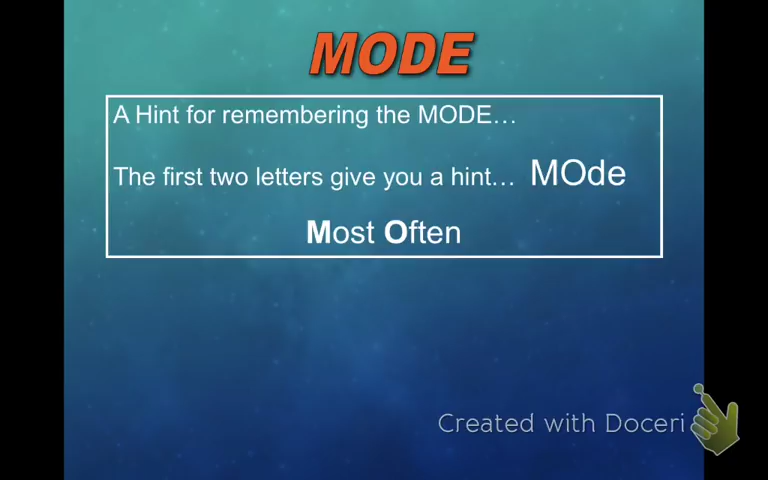 MODE
A Hint for remembering the MODE…
The first two letters give you a hint… MOde
Most Often
Created with Doceri